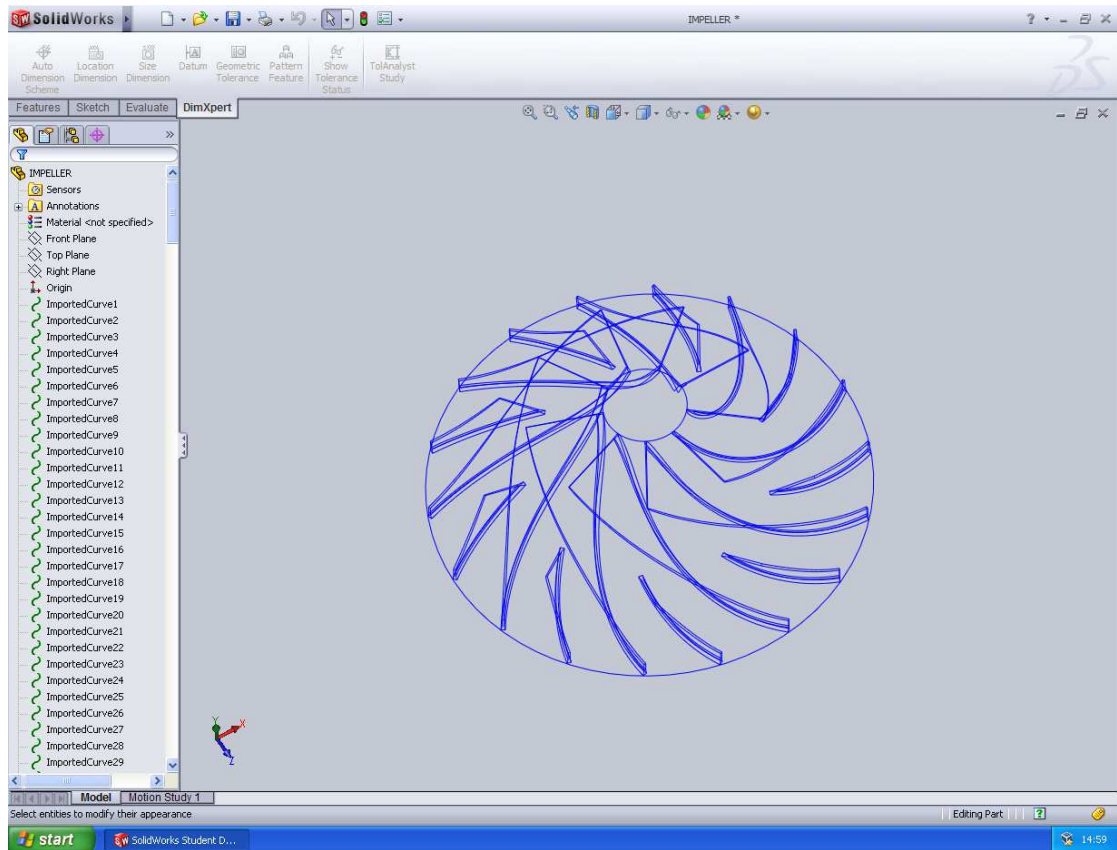 SolidWorks
IMPELLER *
Auto Dimension Scheme
Location Dimension
Size Dimension
Datum
Geometric Tolerance
Pattern Feature
Show Tolerance Status
TolAnalyst Study
Features
Sketch
Evaluate
DimXpert
IMPELLER
Sensors
Annotations
Material <not specified>
Front Plane
Top Plane
Right Plane
Origin
ImportedCurve1
ImportedCurve2
ImportedCurve3
ImportedCurve4
ImportedCurve5
ImportedCurve6
ImportedCurve7
ImportedCurve8
ImportedCurve9
ImportedCurve10
ImportedCurve11
ImportedCurve12
ImportedCurve13
ImportedCurve14
ImportedCurve15
ImportedCurve16
ImportedCurve17
ImportedCurve18
ImportedCurve19
ImportedCurve20
ImportedCurve21
ImportedCurve22
ImportedCurve23
ImportedCurve24
ImportedCurve25
ImportedCurve26
ImportedCurve27
ImportedCurve28
ImportedCurve29
Y
X
Z
Model
Motion Study 1
Select entities to modify their appearance
Editing Part
start
SolidWorks Student D...
14:59